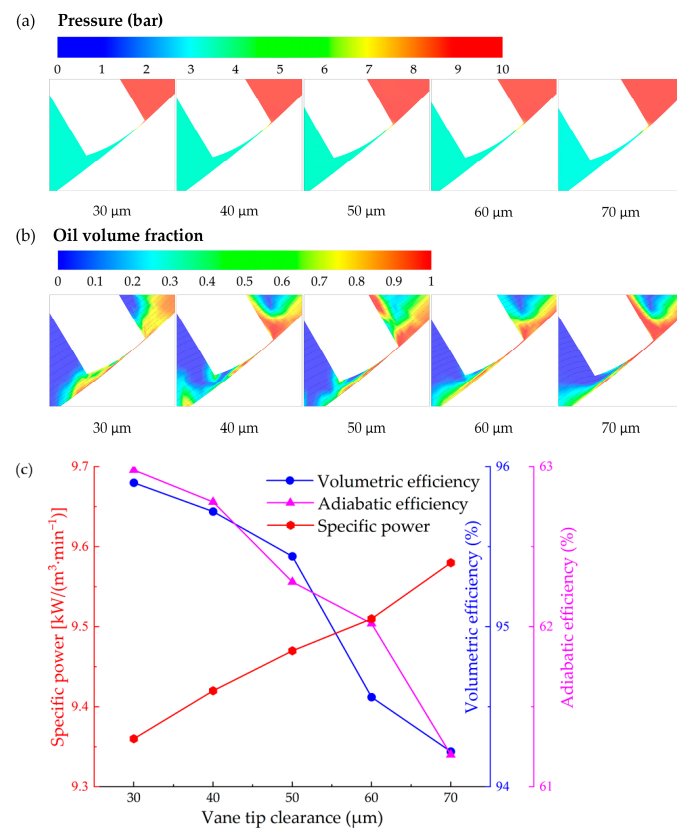 (a) Pressure (bar)
0 1 2 3 4 5 6 7 8 9 10
30 µm 40 µm 50 µm 60 µm 70 µm
(b) Oil volume fraction
0 0.1 0.2 0.3 0.4 0.5 0.6 0.7 0.8 0.9 1
30 µm 40 µm 50 µm 60 µm 70 µm
(c)
Volumetric efficiency
Adiabatic efficiency
Specific power
Specific power [kW/(m³·min⁻¹)]
9.7
9.6
9.5
9.4
9.3
Volumetric efficiency (%)
96
95
94
Adiabatic efficiency (%)
63
62
61
30 40 50 60 70
Vane tip clearance (µm)